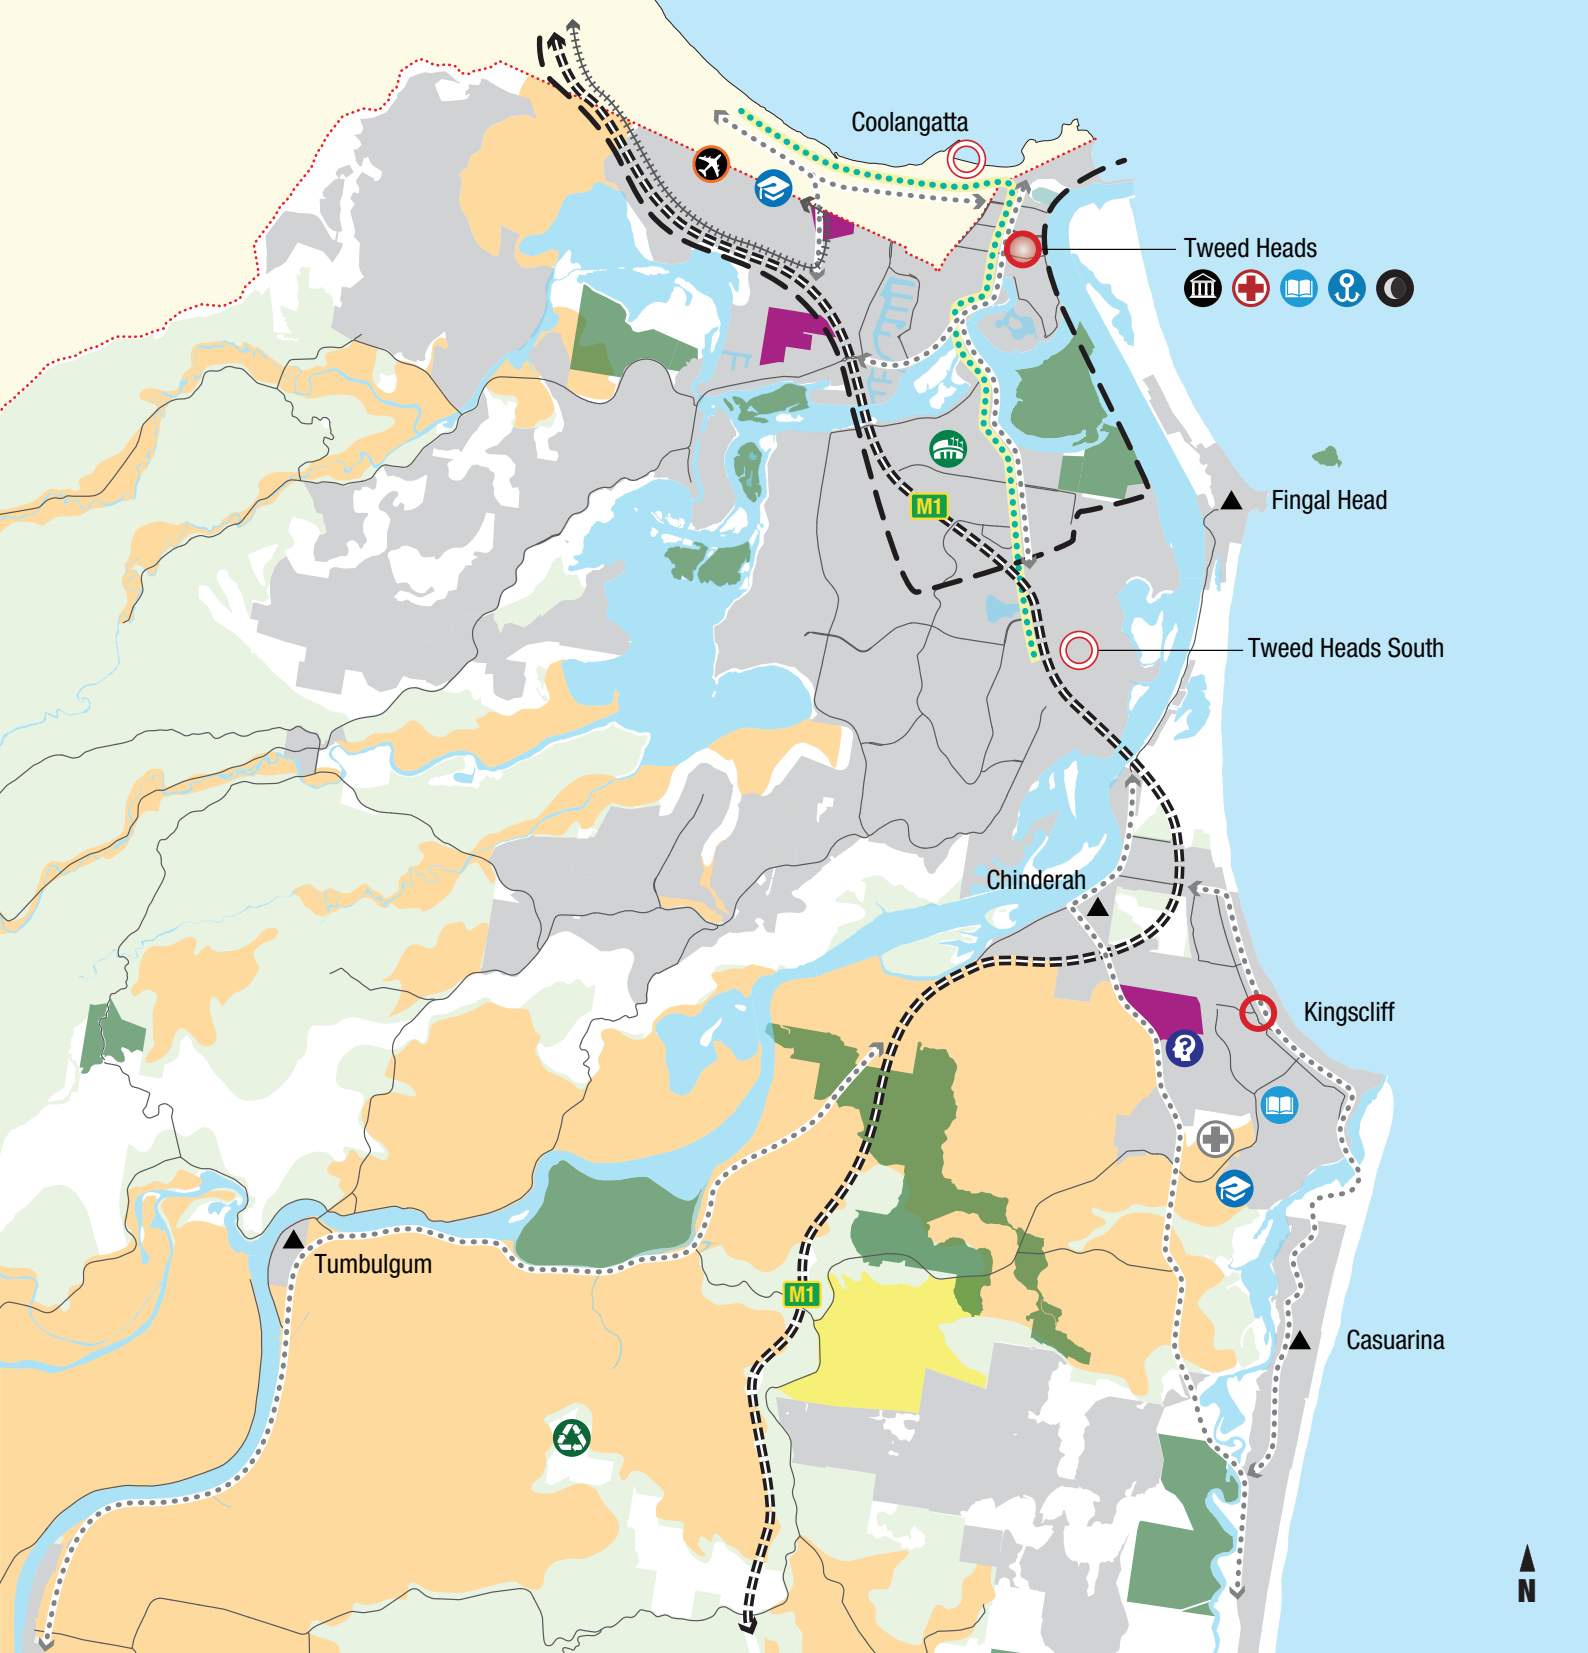 Coolangatta
Tweed Heads
M1
Fingal Head
Tweed Heads South
Chinderah
Kingscliff
?
Tumbulgum
M1
Casuarina
N